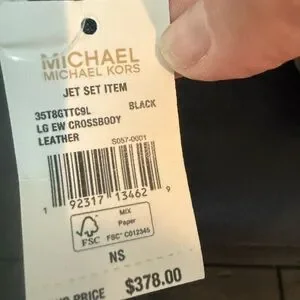 MICHAEL
MICHAEL KORS
JET SET ITEM
35T8GTTC9L BLACK
LG EW CROSSBODY
LEATHER S057-0001
1 92317 13462 9
MIX
Paper
FSC FSC® C012345
NS
PRICE $378.00